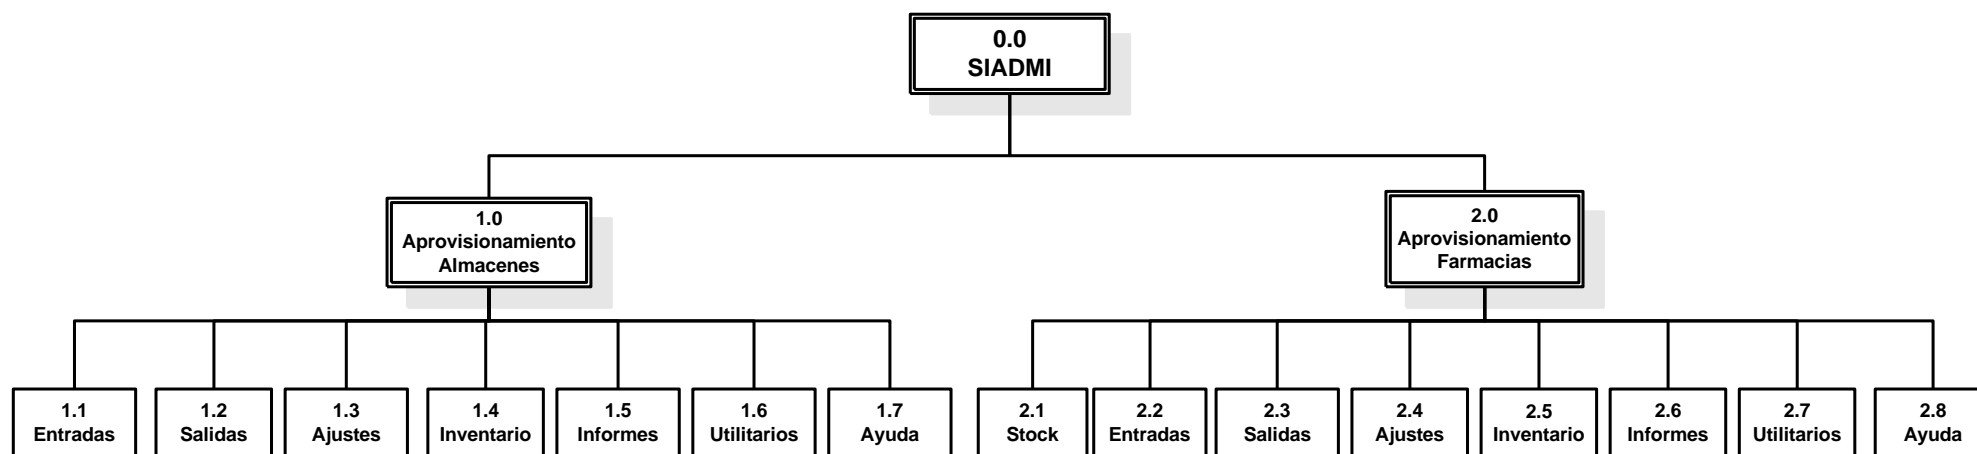 0.0
SIADMI
1.0
Aprovisionamiento
Almacenes
2.0
Aprovisionamiento
Farmacias
1.1
Entradas
1.2
Salidas
1.3
Ajustes
1.4
Inventario
1.5
Informes
1.6
Utilitarios
1.7
Ayuda
2.1
Stock
2.2
Entradas
2.3
Salidas
2.4
Ajustes
2.5
Inventario
2.6
Informes
2.7
Utilitarios
2.8
Ayuda